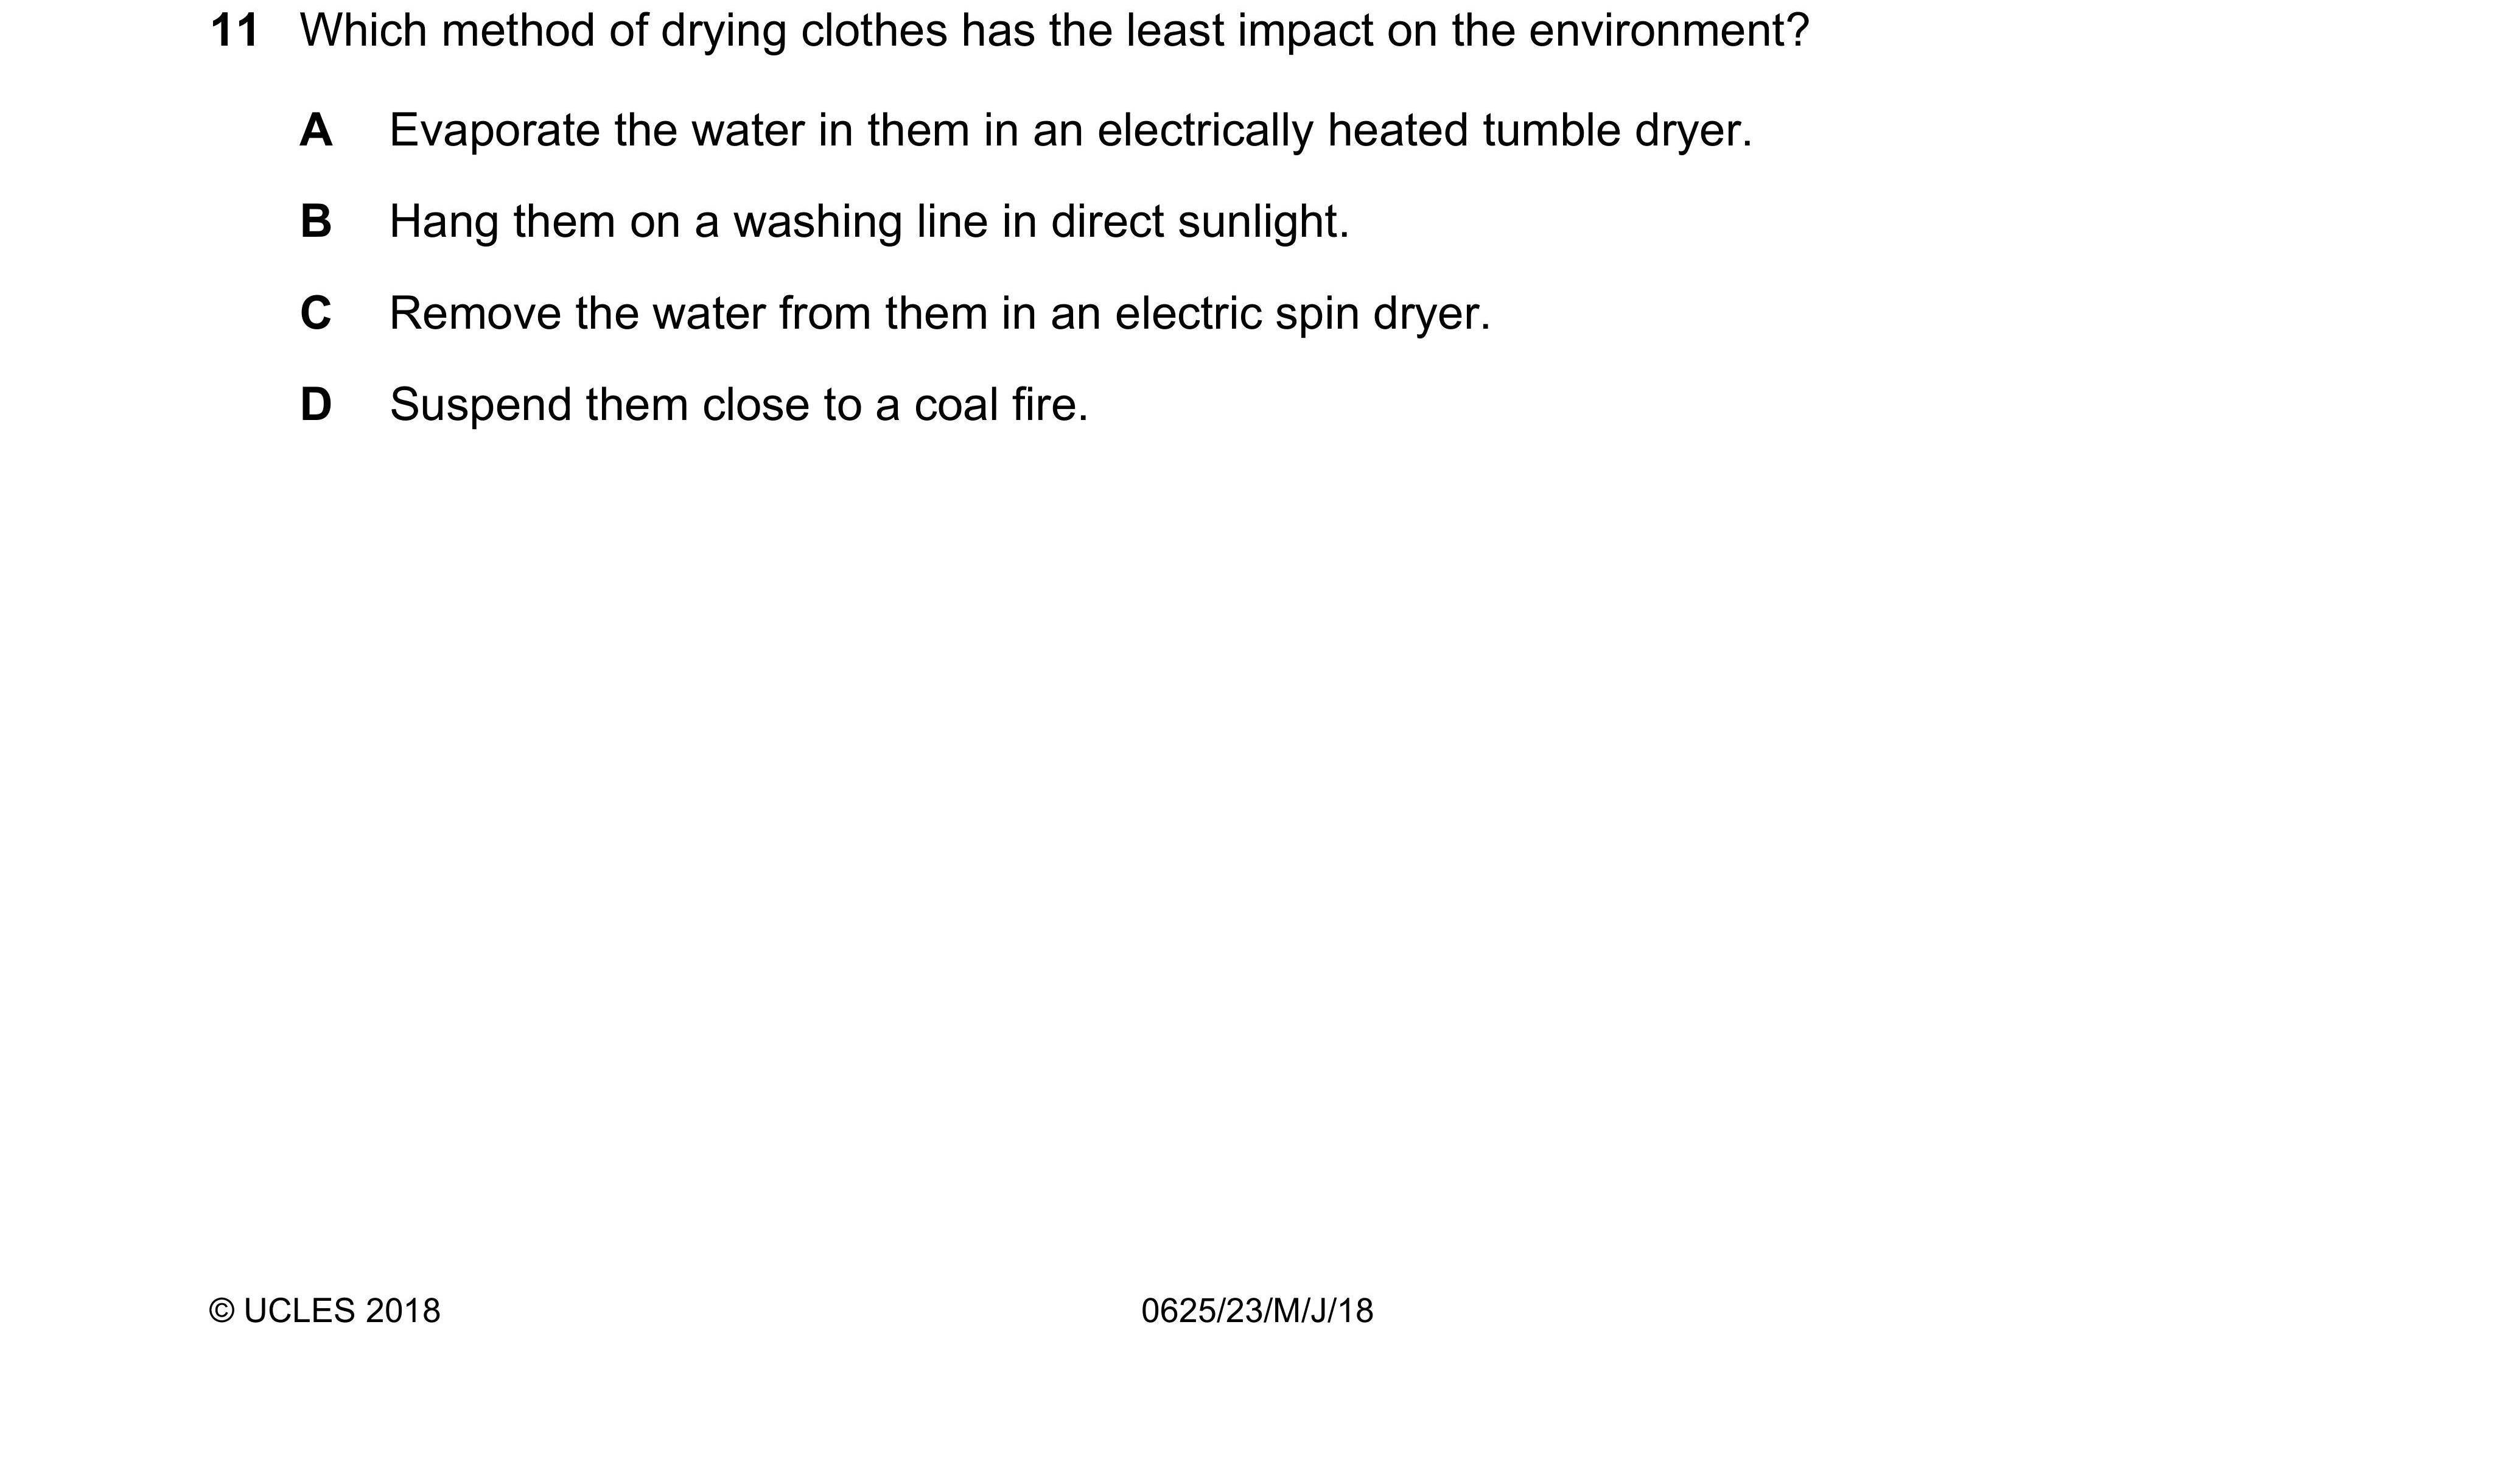 11 Which method of drying clothes has the least impact on the environment?
A Evaporate the water in them in an electrically heated tumble dryer.
B Hang them on a washing line in direct sunlight.
C Remove the water from them in an electric spin dryer.
D Suspend them close to a coal fire.
© UCLES 2018 0625/23/M/J/18